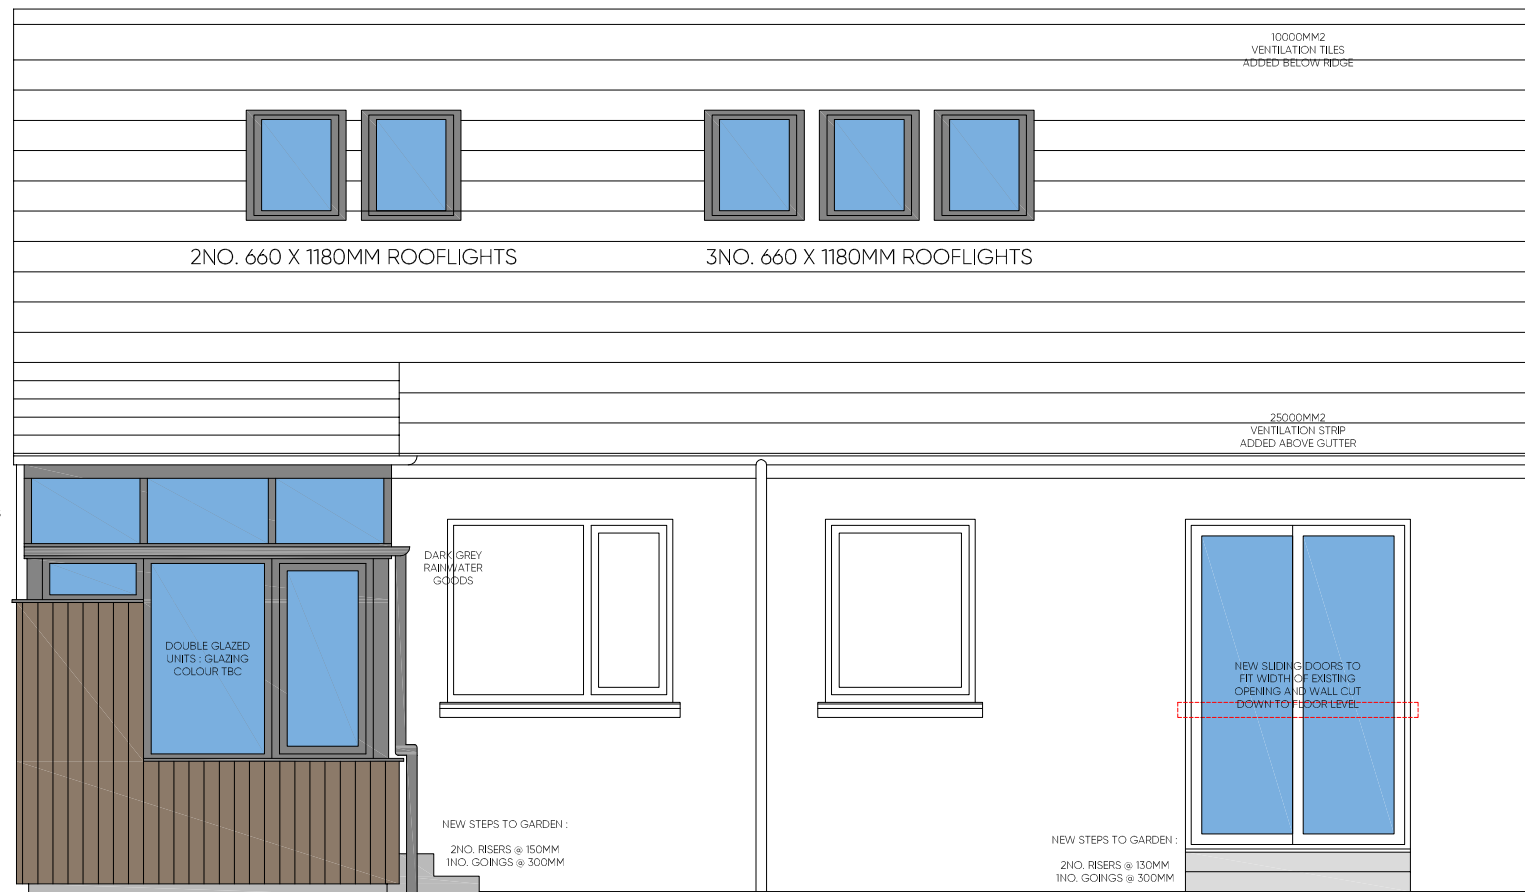 10000MM2
VENTILATION TILES
ADDED BELOW RIDGE
2NO. 660 X 1180MM ROOFLIGHTS
3NO. 660 X 1180MM ROOFLIGHTS
25000MM2
VENTILATION STRIP
ADDED ABOVE GUTTER
DARK GREY
RAINWATER
GOODS
DOUBLE GLAZED
UNITS : GLAZING
COLOUR TBC
NEW SLIDING DOORS TO
FIT WIDTH OF EXISTING
OPENING AND WALL CUT
DOWN TO FLOOR LEVEL
NEW STEPS TO GARDEN :
2NO. RISERS @ 150MM
1NO. GOINGS @ 300MM
NEW STEPS TO GARDEN :
2NO. RISERS @ 130MM
1NO. GOINGS @ 300MM